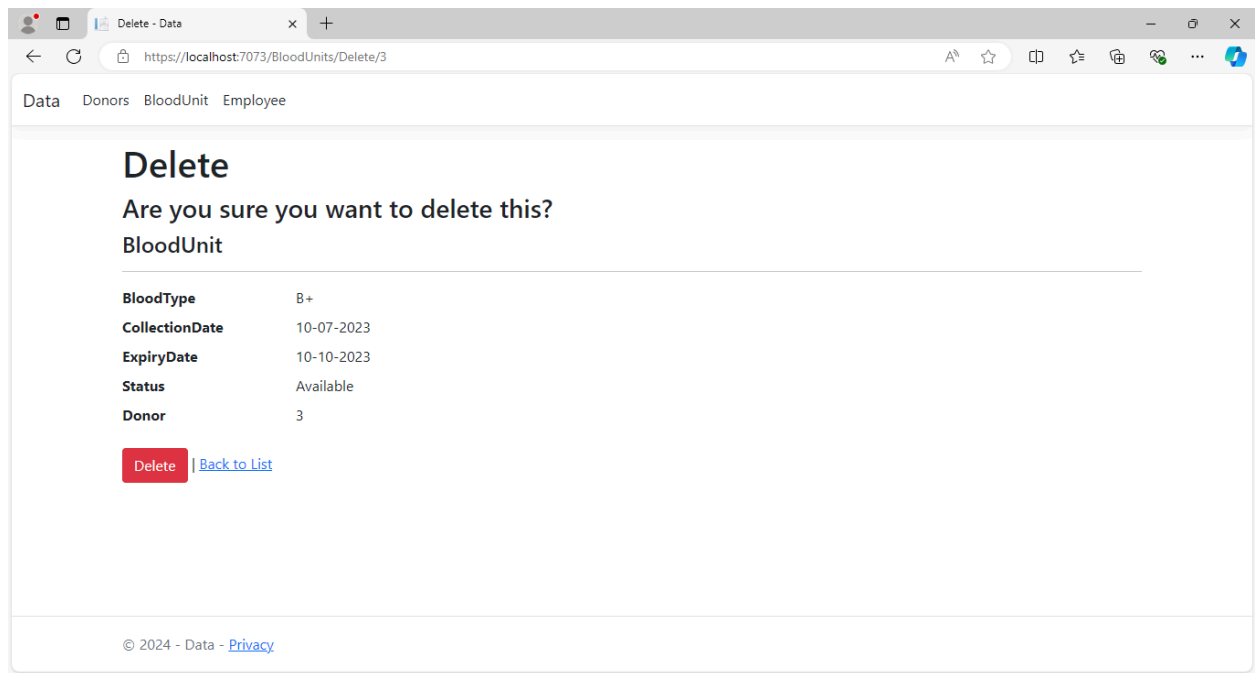 Delete - Data
https://localhost:7073/BloodUnits/Delete/3
Data Donors BloodUnit Employee
Delete
Are you sure you want to delete this?
BloodUnit
BloodType B+
CollectionDate 10-07-2023
ExpiryDate 10-10-2023
Status Available
Donor 3
Delete | Back to List
© 2024 - Data - Privacy